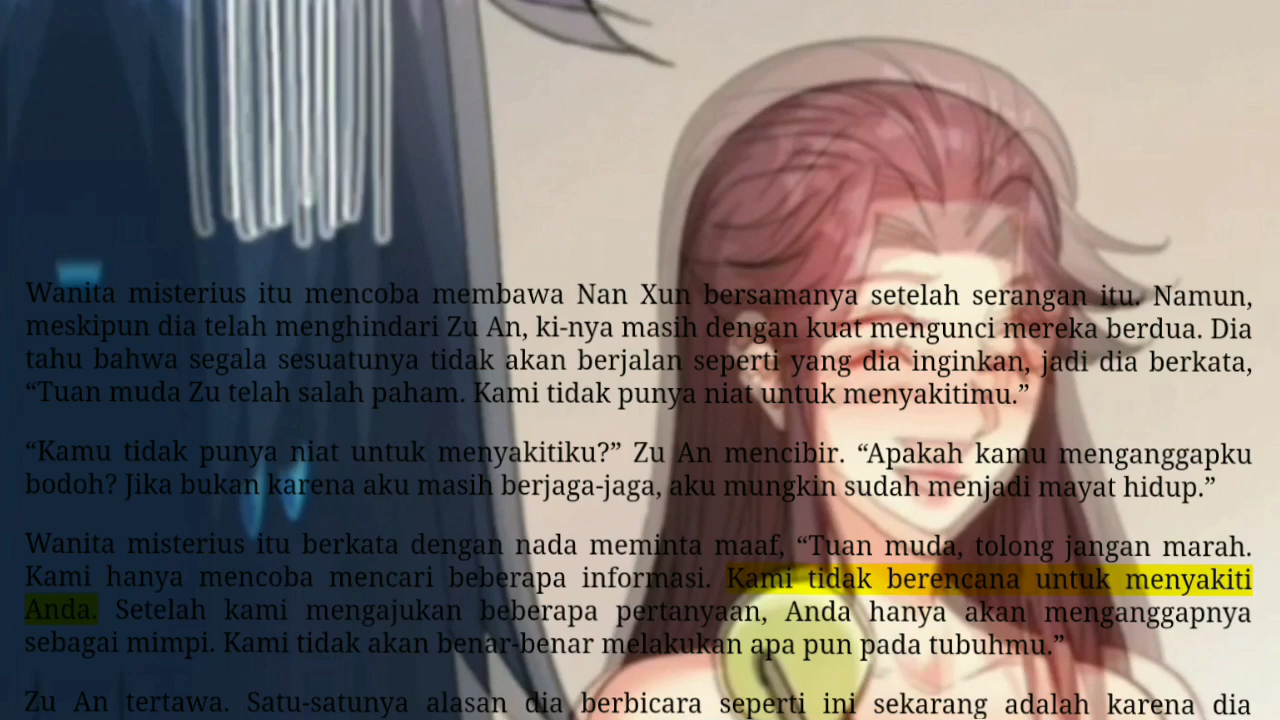 Wanita misterius itu mencoba membawa Nan Xun bersamanya setelah serangan itu. Namun,
meskipun dia telah menghindari Zu An, ki-nya masih dengan kuat mengunci mereka berdua. Dia
tahu bahwa segala sesuatunya tidak akan berjalan seperti yang dia inginkan, jadi dia berkata,
“Tuan muda Zu telah salah paham. Kami tidak punya niat untuk menyakitimu.”
“Kamu tidak punya niat untuk menyakitiku?” Zu An mencibir. “Apakah kamu menganggapku
bodoh? Jika bukan karena aku masih berjaga-jaga, aku mungkin sudah menjadi mayat hidup.”
Wanita misterius itu berkata dengan nada meminta maaf, “Tuan muda, tolong jangan marah.
Kami hanya mencoba mencari beberapa informasi. Kami tidak berencana untuk menyakiti
Anda. Setelah kami mengajukan beberapa pertanyaan, Anda hanya akan menganggapnya
sebagai mimpi. Kami tidak akan benar-benar melakukan apa pun pada tubuhmu.”
Zu An tertawa. Satu-satunya alasan dia berbicara seperti ini sekarang adalah karena dia